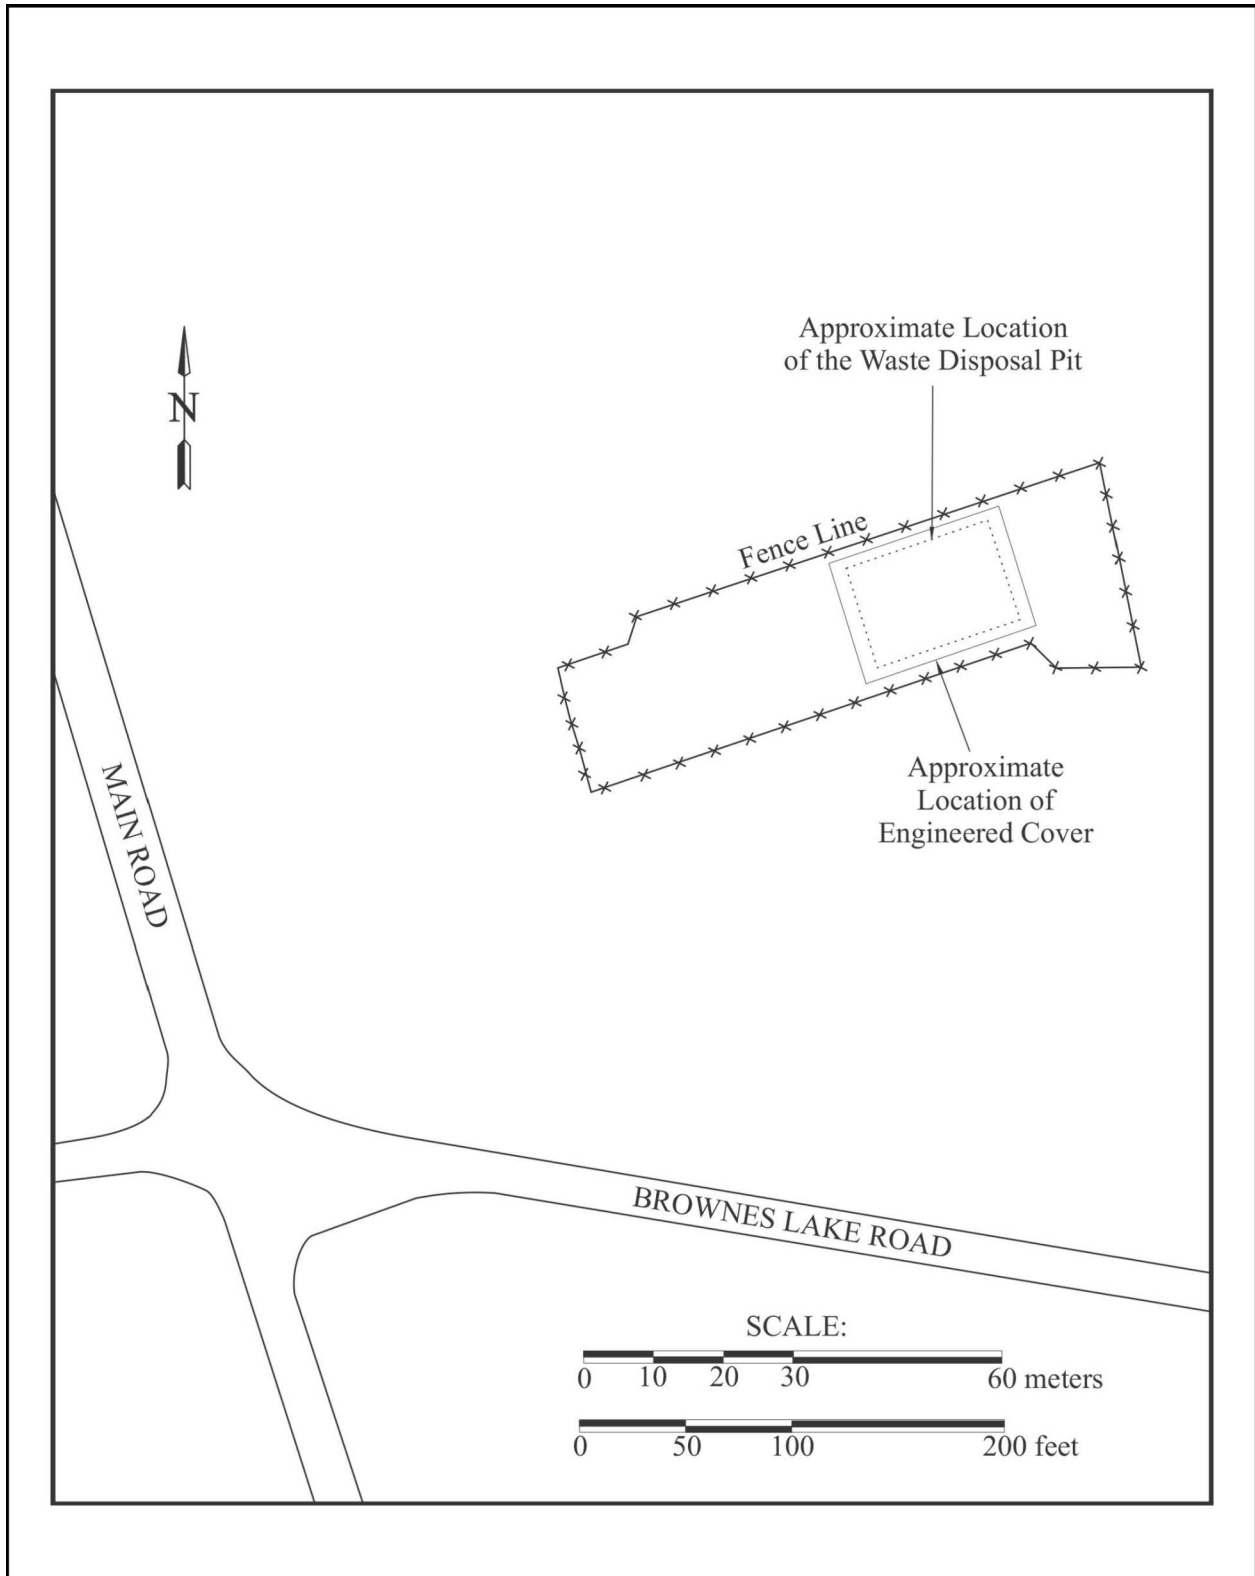 Approximate Location
of the Waste Disposal Pit
N
Fence Line
Approximate
Location of
Engineered Cover
MAIN ROAD
BROWNES LAKE ROAD
SCALE:
0 10 20 30 60 meters
0 50 100 200 feet